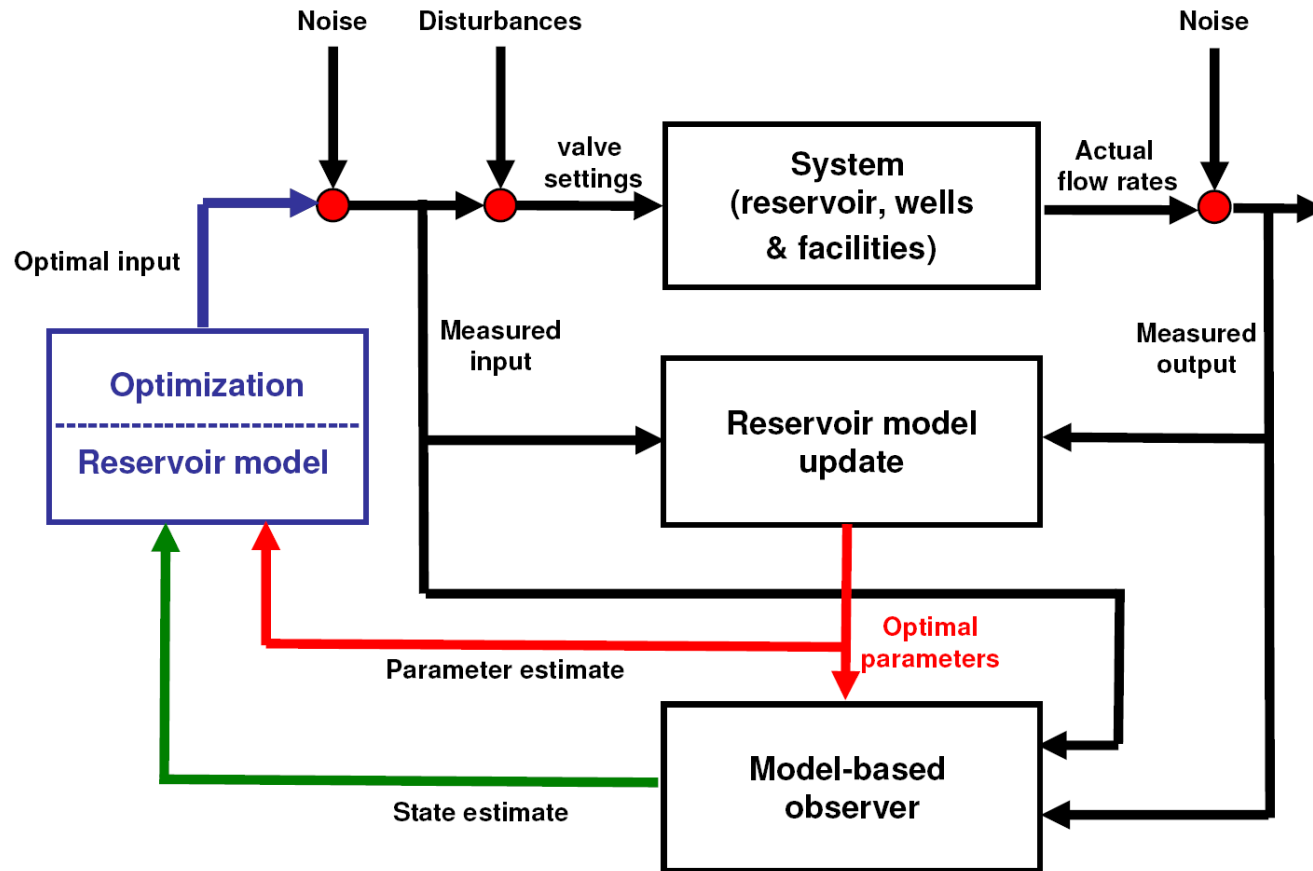 Noise
Disturbances
Noise
valve
settings
System
(reservoir, wells
& facilities)
Actual
flow rates
Optimal input
Measured
input
Measured
output
Optimization
Reservoir model
Reservoir model
update
Optimal
parameters
Parameter estimate
Model-based
observer
State estimate